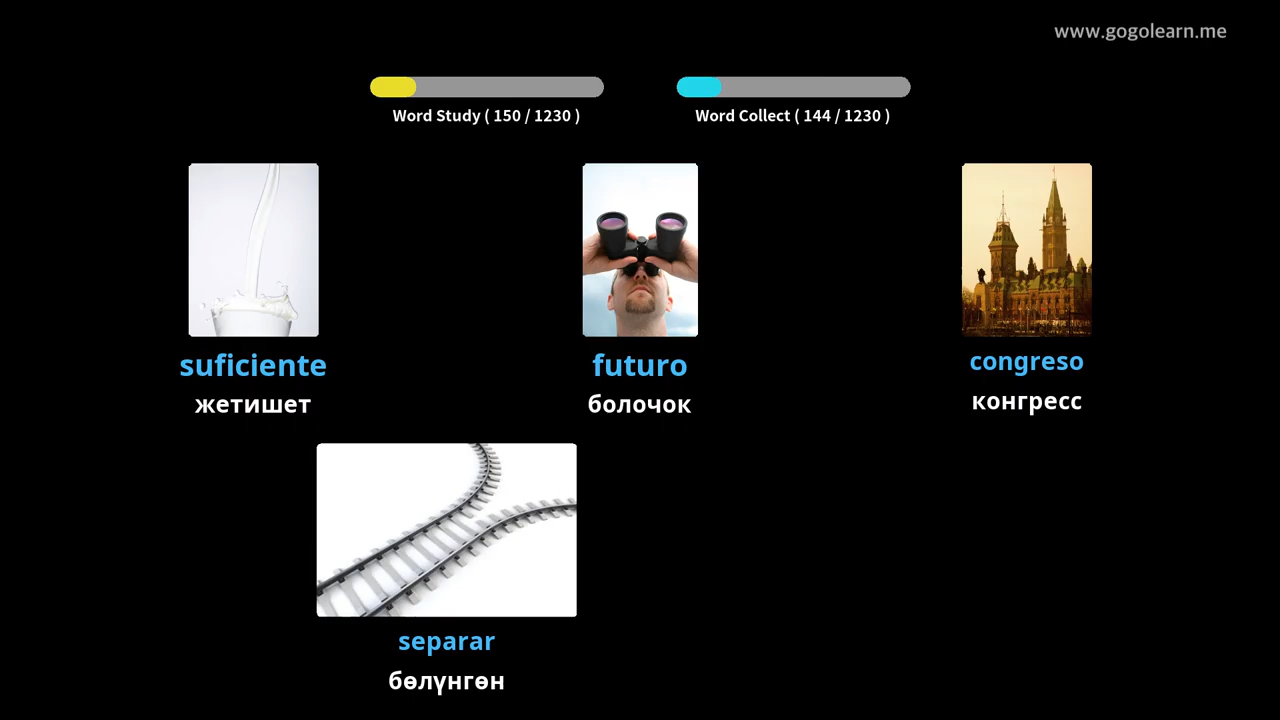 www.gogolearn.me
Word Study ( 150 / 1230 )
Word Collect ( 144 / 1230 )
suficiente
жетишет
futuro
болочок
congreso
конгресс
separar
бөлүнгөн